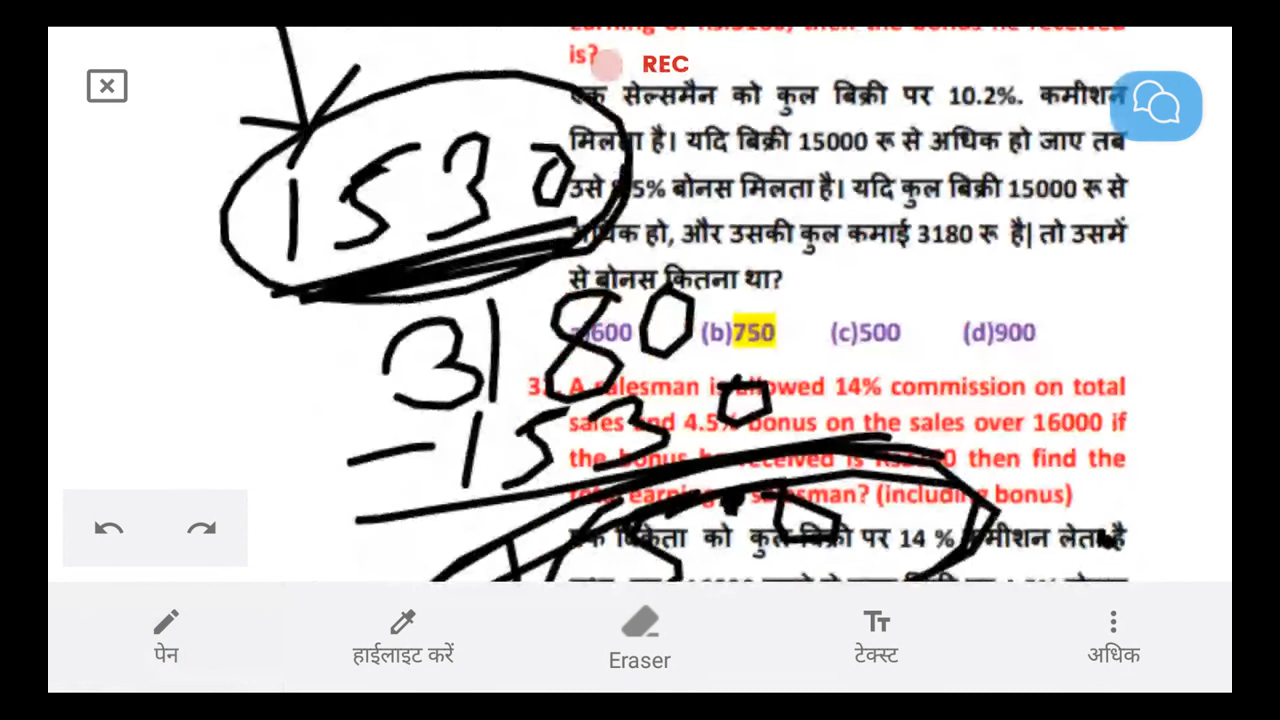 is?
REC
एक सेल्समैन को कुल बिक्री पर 10.2%. कमीशन
मिलता है। यदि बिक्री 15000 रू से अधिक हो जाए तब
उसे 5% बोनस मिलता है। यदि कुल बिक्री 15000 रू से
अधिक हो, और उसकी कुल कमाई 3180 रू है| तो उसमें
से बोनस कितना था?
600 (b)750 (c)500 (d)900
A salesman is allowed 14% commission on total
sales and 4.5% bonus on the sales over 16000 if
the bonus he received is then find the
total earning salesman? (including bonus)
एक विक्रेता को कुल बिक्री पर 14 % कमीशन लेता है
1530
3180
-1530
पेन
हाईलाइट करें
Eraser
टेक्स्ट
अधिक